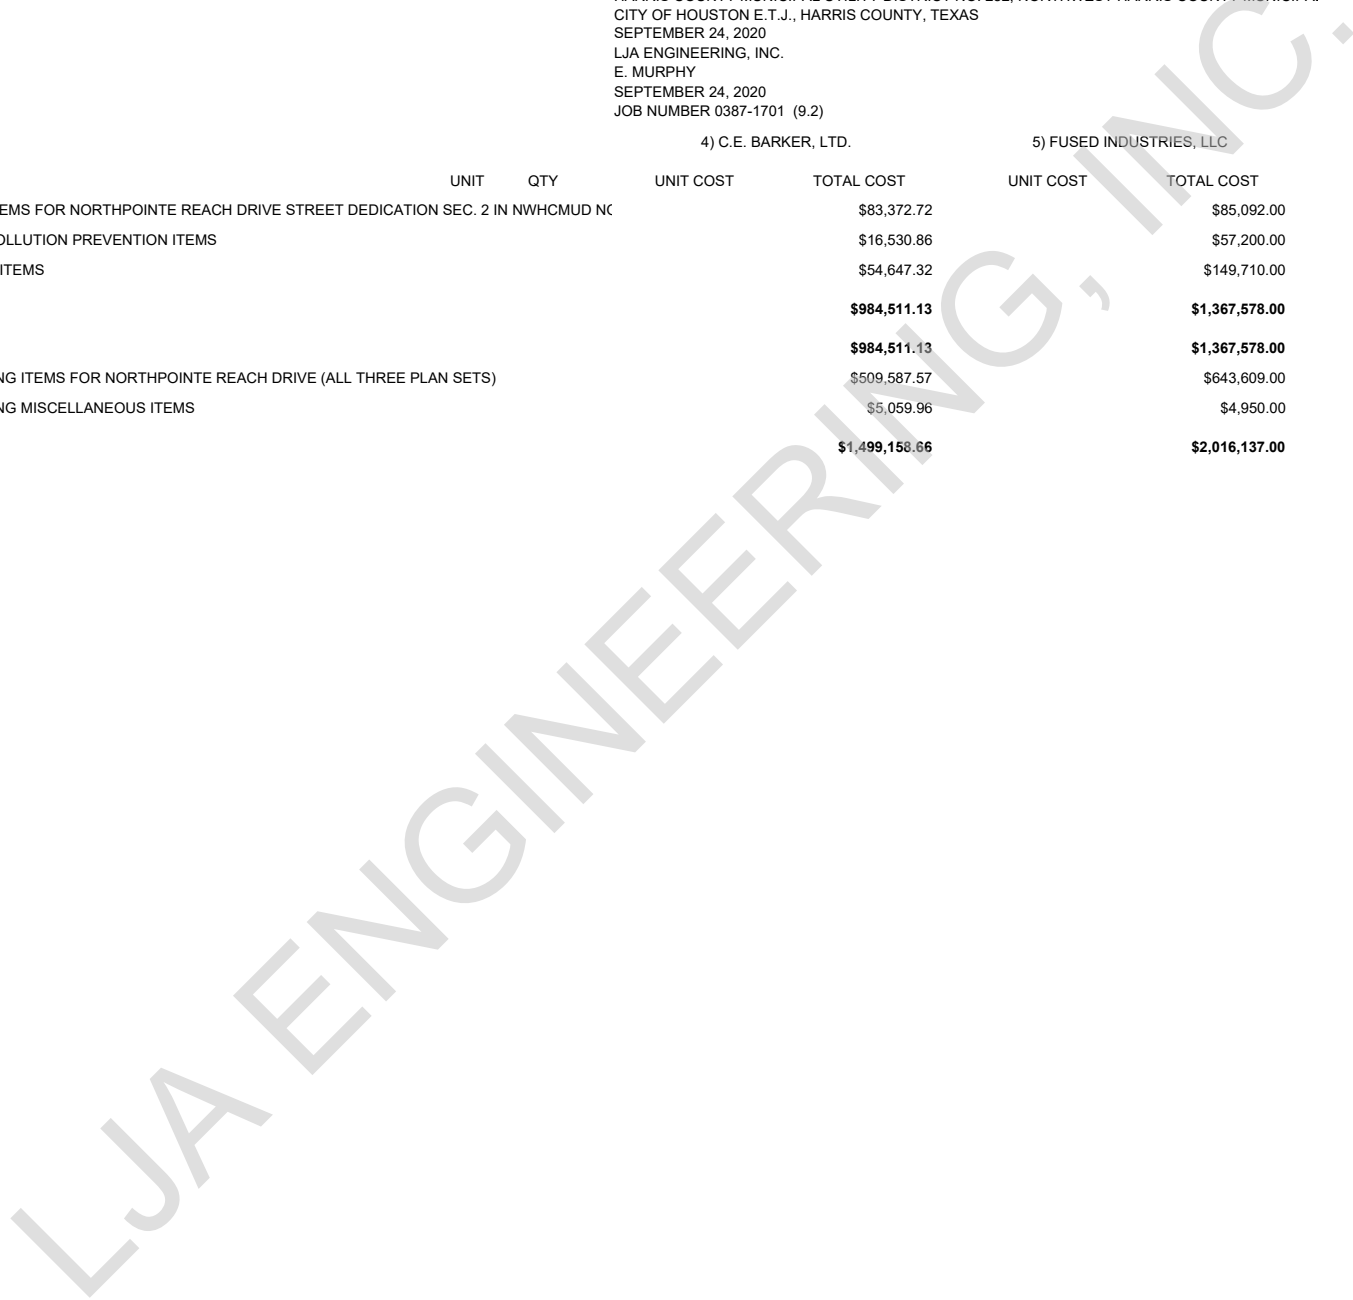 CITY OF HOUSTON E.T.J., HARRIS COUNTY, TEXAS
SEPTEMBER 24, 2020
LJA ENGINEERING, INC.
E. MURPHY
SEPTEMBER 24, 2020
JOB NUMBER 0387-1701 (9.2)
4) C.E. BARKER, LTD. 5) FUSED INDUSTRIES, LLC
UNIT QTY UNIT COST TOTAL COST UNIT COST TOTAL COST
EMS FOR NORTHPOINTE REACH DRIVE STREET DEDICATION SEC. 2 IN NWHCMUD NO $83,372.72 $85,092.00
OLLUTION PREVENTION ITEMS $16,530.86 $57,200.00
ITEMS $54,647.32 $149,710.00
$984,511.13 $1,367,578.00
$984,511.13 $1,367,578.00
NG ITEMS FOR NORTHPOINTE REACH DRIVE (ALL THREE PLAN SETS) $509,587.57 $643,609.00
NG MISCELLANEOUS ITEMS $5,059.96 $4,950.00
$1,499,158.66 $2,016,137.00
LJA ENGINEERING, INC.